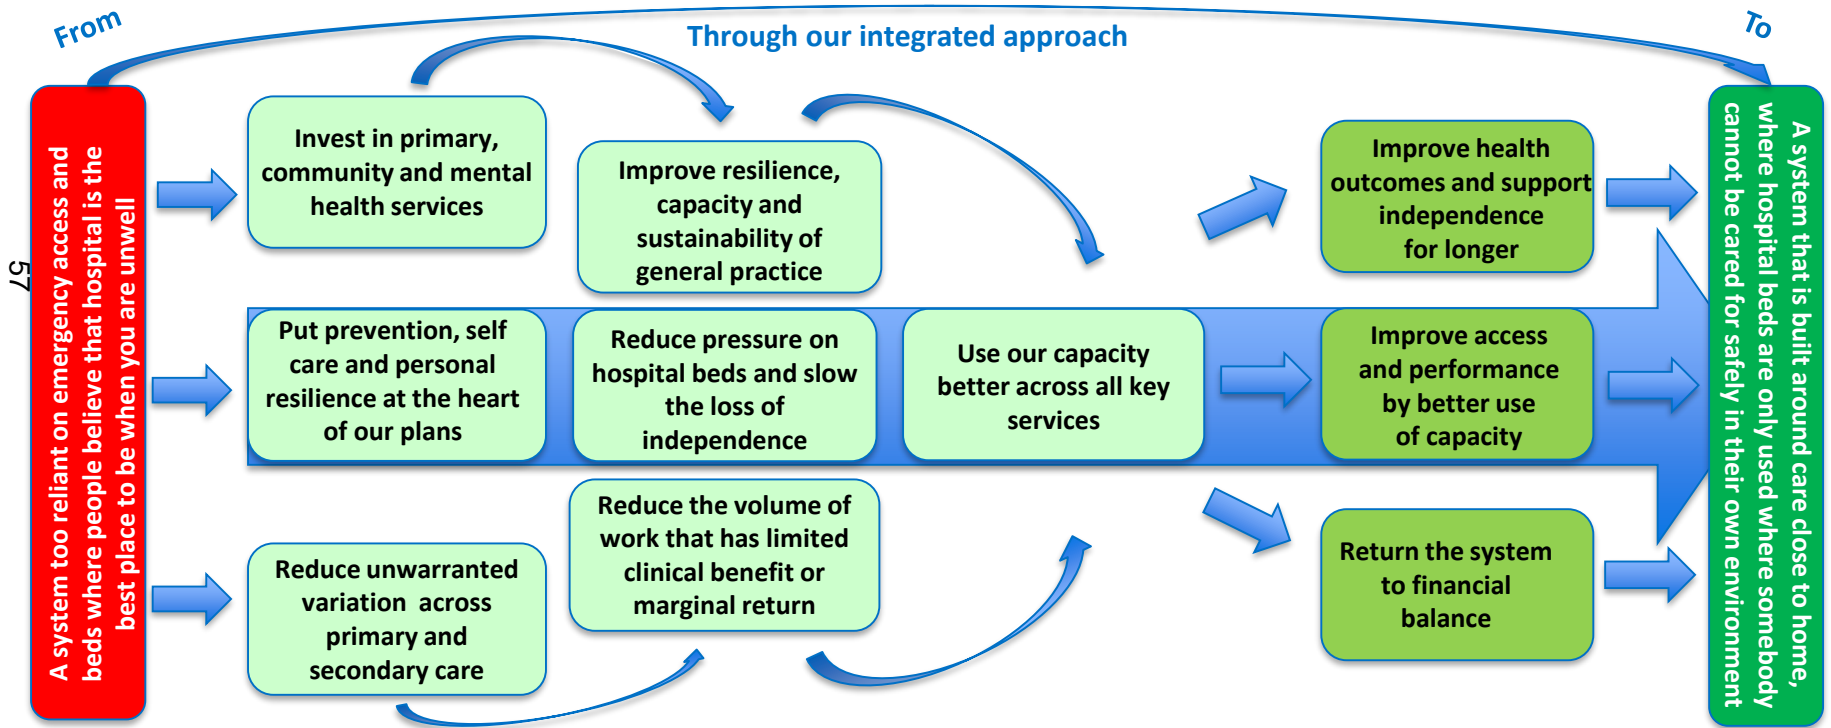 From
Through our integrated approach
To
A system too reliant on emergency access and
beds where people believe that hospital is the
best place to be when you are unwell
57
Invest in primary,
community and mental
health services
Put prevention, self
care and personal
resilience at the heart
of our plans
Reduce unwarranted
variation across
primary and
secondary care
Improve resilience,
capacity and
sustainability of
general practice
Reduce pressure on
hospital beds and slow
the loss of
independence
Reduce the volume of
work that has limited
clinical benefit or
marginal return
Use our capacity
better across all key
services
Improve health
outcomes and support
independence
for longer
Improve access
and performance
by better use
of capacity
Return the system
to financial
balance
A system that is built around care close to home,
where hospital beds are only used where somebody
cannot be cared for safely in their own environment